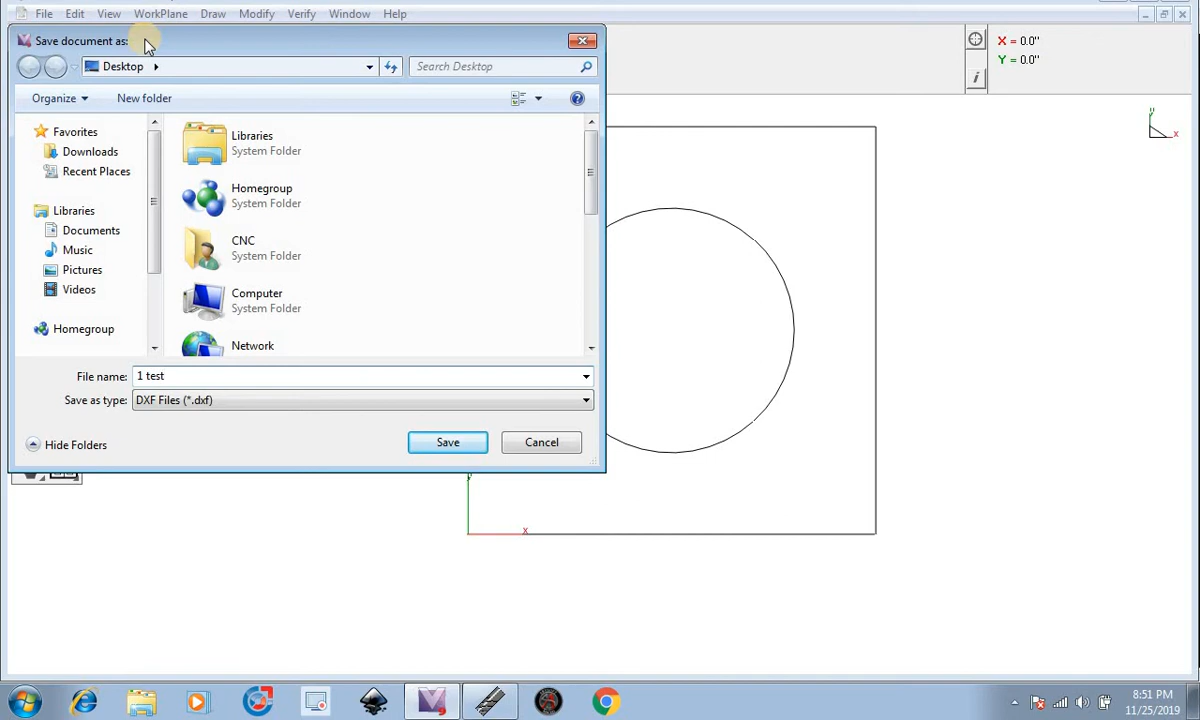 File Edit View WorkPlane Draw Modify Verify Window Help
Save document as:
X = 0.0"
Y = 0.0"
Desktop
Search Desktop
Organize New folder
i
Favorites
Downloads
Recent Places
Libraries
Documents
Music
Pictures
Videos
Homegroup
Libraries
System Folder
Homegroup
System Folder
CNC
System Folder
Computer
System Folder
Network
File name: 1 test
Save as type: DXF Files (*.dxf)
Hide Folders
Save Cancel
y
x
y
x
8:51 PM
11/25/2019